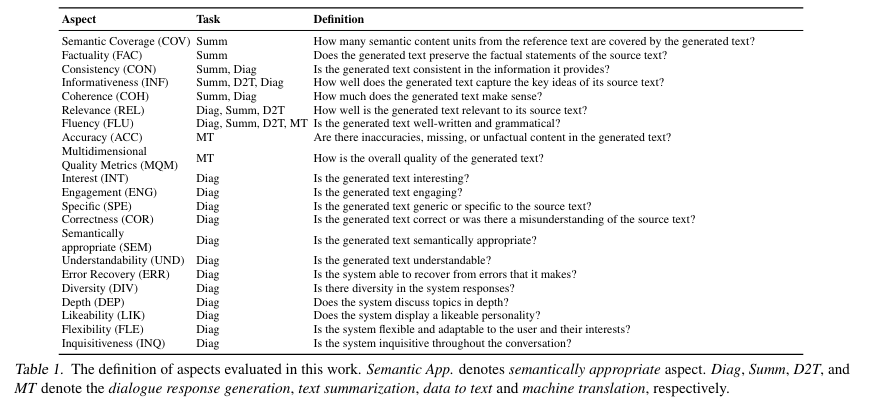 Aspect Task Definition
Semantic Coverage (COV) Summ How many semantic content units from the reference text are covered by the generated text?
Factuality (FAC) Summ Does the generated text preserve the factual statements of the source text?
Consistency (CON) Summ, Diag Is the generated text consistent in the information it provides?
Informativeness (INF) Summ, D2T, Diag How well does the generated text capture the key ideas of its source text?
Coherence (COH) Summ, Diag How much does the generated text make sense?
Relevance (REL) Diag, Summ, D2T How well is the generated text relevant to its source text?
Fluency (FLU) Diag, Summ, D2T, MT Is the generated text well-written and grammatical?
Accuracy (ACC) MT Are there inaccuracies, missing, or unfactual content in the generated text?
Multidimensional
Quality Metrics (MQM) MT How is the overall quality of the generated text?
Interest (INT) Diag Is the generated text interesting?
Engagement (ENG) Diag Is the generated text engaging?
Specific (SPE) Diag Is the generated text generic or specific to the source text?
Correctness (COR) Diag Is the generated text correct or was there a misunderstanding of the source text?
Semantically
appropriate (SEM) Diag Is the generated text semantically appropriate?
Understandability (UND) Diag Is the generated text understandable?
Error Recovery (ERR) Diag Is the system able to recover from errors that it makes?
Diversity (DIV) Diag Is there diversity in the system responses?
Depth (DEP) Diag Does the system discuss topics in depth?
Likeability (LIK) Diag Does the system display a likeable personality?
Flexibility (FLE) Diag Is the system flexible and adaptable to the user and their interests?
Inquisitiveness (INQ) Diag Is the system inquisitive throughout the conversation?
Table 1. The definition of aspects evaluated in this work. Semantic App. denotes semantically appropriate aspect. Diag, Summ, D2T, and
MT denote the dialogue response generation, text summarization, data to text and machine translation, respectively.